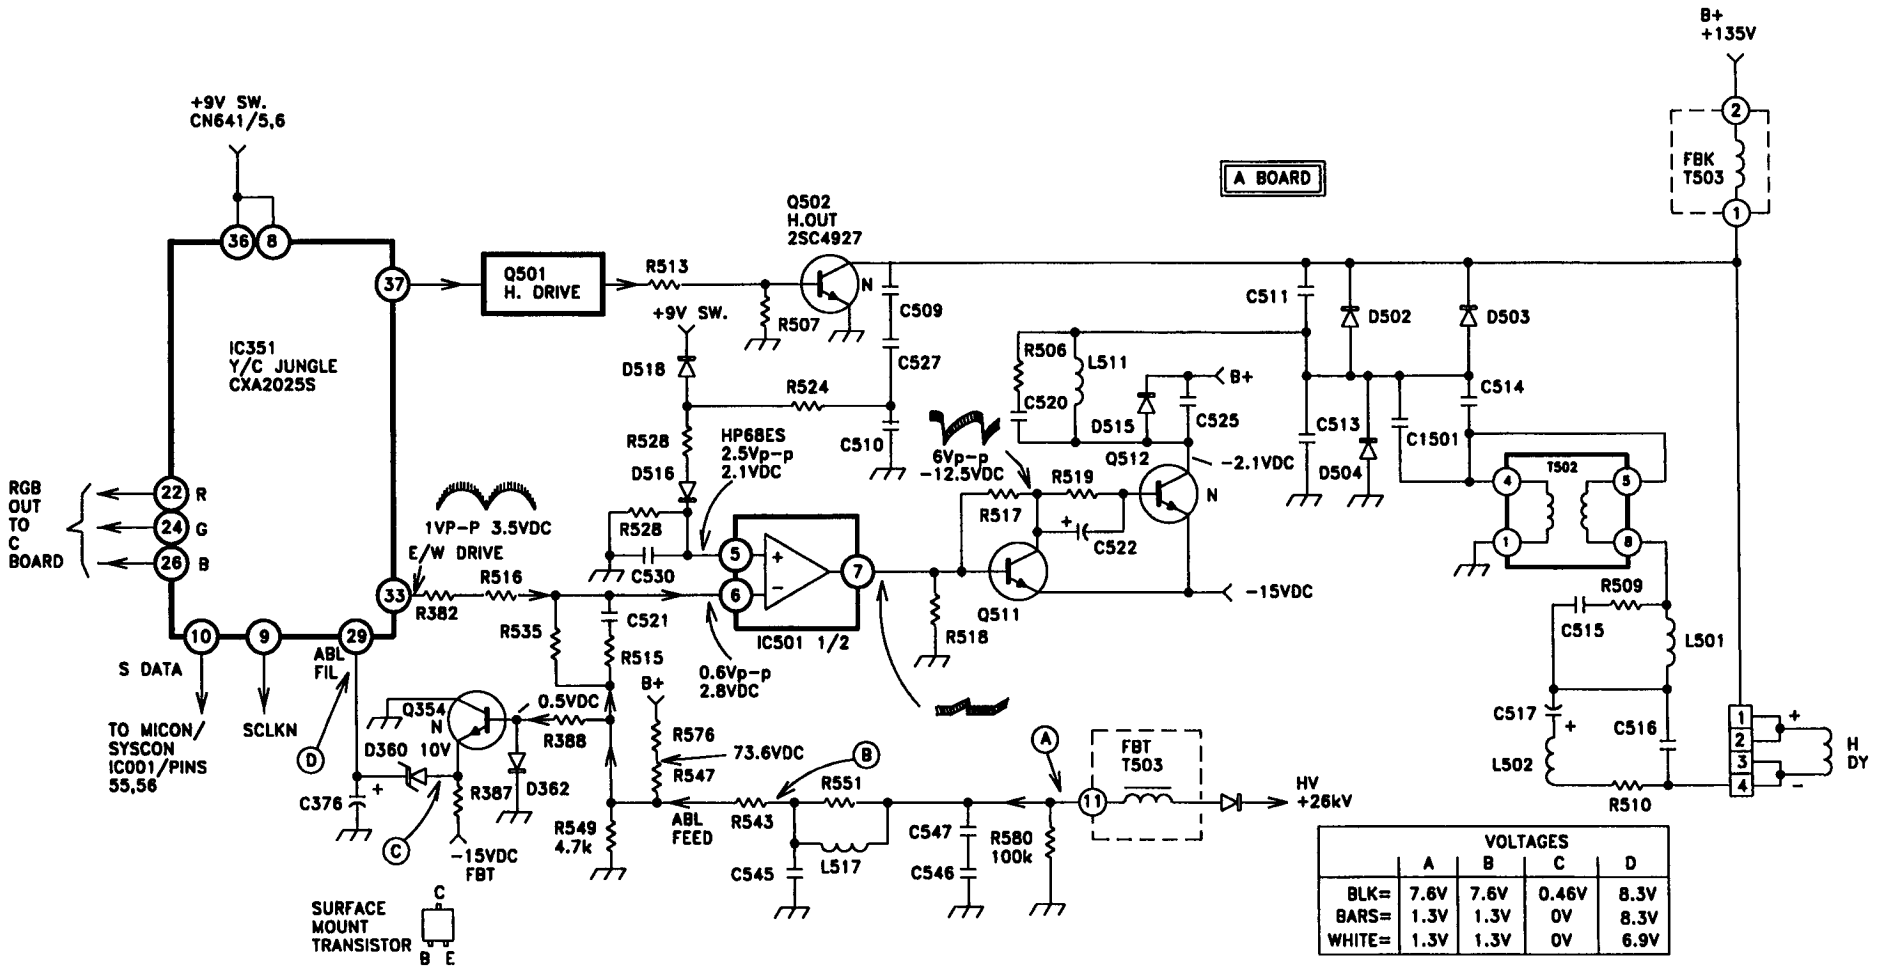 B+
+135V
2
FBK
T503
1
+9V SW.
CN641/5,6
36
8
37
A BOARD
Q502
H.OUT
2SC4927
N
Q501
H. DRIVE
R513
R507
+9V SW.
D518
C509
C527
R524
C510
R528
D516
HP68ES
2.5Vp-p
2.1VDC
IC351
Y/C JUNGLE
CXA2025S
C511
D502
D503
R506
L511
C520
D515
B+
C525
C513
D504
C1501
C514
6Vp-p
-12.5VDC
R519
R517
Q512
-2.1VDC
N
+
C522
T502
4
5
1
8
RGB
OUT
TO
C
BOARD
22
R
24
G
26
B
1VP-P 3.5VDC
E/W DRIVE
33
R382
R516
R528
C530
5
+
6
-
7
IC501 1/2
Q511
-15VDC
R518
R535
C521
R515
0.6Vp-p
2.8VDC
10
9
29
ABL
FIL
S DATA
SCLKN
TO MICON/
SYSCON
IC001/PINS
55,56
D
Q354
N
0.5VDC
R388
D360
10V
+
C376
C
R387
D362
-15VDC
FBT
B+
R576
73.6VDC
R547
B
A
R549
4.7k
ABL
FEED
R543
R551
L517
C545
C547
C546
R580
100k
FBT
T503
11
HV
+26kV
R509
C515
L501
C517
+
C516
L502
R510
1
2
3
4
+
-
H
DY
SURFACE
MOUNT
TRANSISTOR
C
B E
VOLTAGES
A B C D
BLK= 7.6V 7.6V 0.46V 8.3V
BARS= 1.3V 1.3V 0V 8.3V
WHITE= 1.3V 1.3V 0V 6.9V